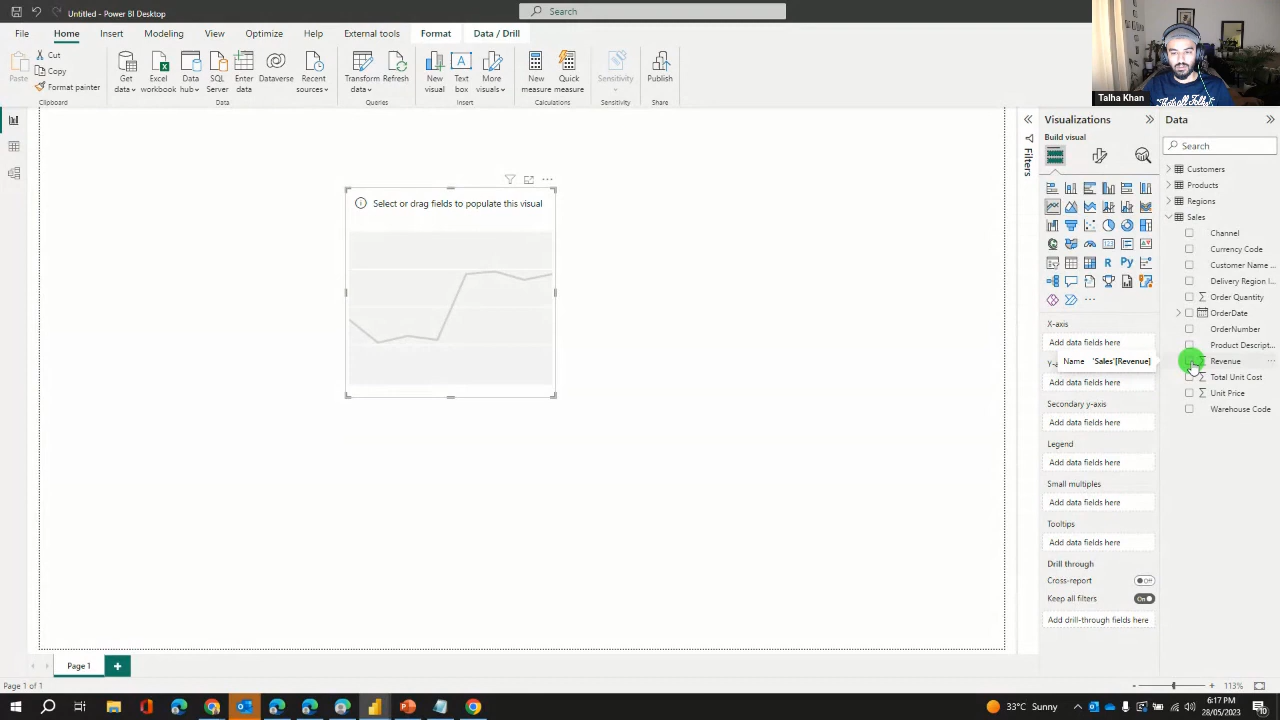 Untitled - Power BI Desktop
Search
Talha Khan
File
Home
Insert
Modeling
View
Optimize
Help
External tools
Format
Data / Drill
Paste
Cut
Copy
Format painter
Clipboard
Get data
Excel workbook
Data hub
SQL Server
Enter data
Dataverse
Recent sources
Data
Transform data
Refresh
Queries
New visual
Text box
More visuals
Insert
New measure
Quick measure
Calculations
Sensitivity
Sensitivity
Publish
Share
Select or drag fields to populate this visual
Filters
Visualizations
Build visual
R
Py
X-axis
Add data fields here
Y-a
Name 'Sales'[Revenue]
Add data fields here
Secondary y-axis
Add data fields here
Legend
Add data fields here
Small multiples
Add data fields here
Tooltips
Add data fields here
Drill through
Cross-report
Off
Keep all filters
On
Add drill-through fields here
Data
Search
Customers
Products
Regions
Sales
Channel
Currency Code
Customer Name ...
Delivery Region I...
Order Quantity
OrderDate
OrderNumber
Product Descript...
Revenue
Total Unit Cost
Unit Price
Warehouse Code
Page 1
Page 1 of 1
113%
33°C Sunny
6:17 PM
28/05/2023